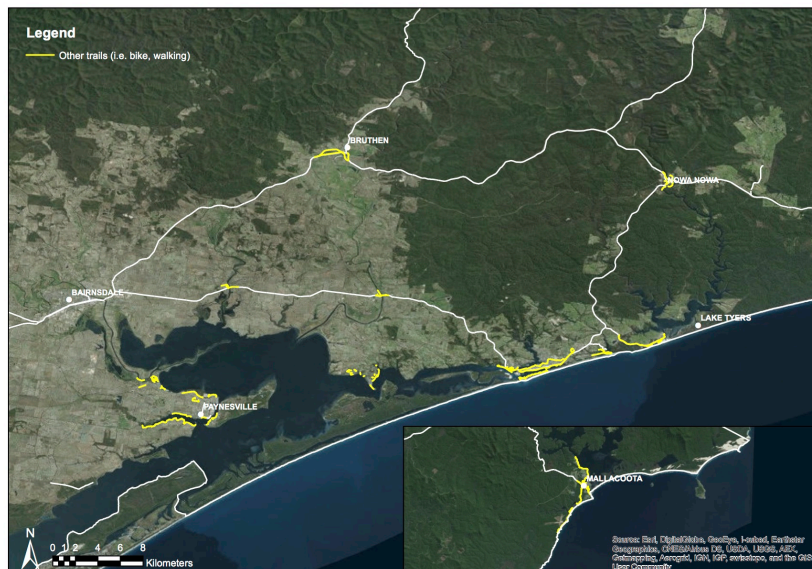 Legend
Other trails (i.e. bike, walking)
BRUTHEN
NOWA NOWA
BAIRNSDALE
LAKE TYERS
PAYNESVILLE
MALLACOOTA
N
0 1 2 4 6 8
Kilometers
Source: Esri, DigitalGlobe, GeoEye, i-cubed, Earthstar
Geographics, CNES/Airbus DS, USDA, USGS, AEX,
Getmapping, Aerogrid, IGN, IGP, swisstopo, and the GIS
User Community